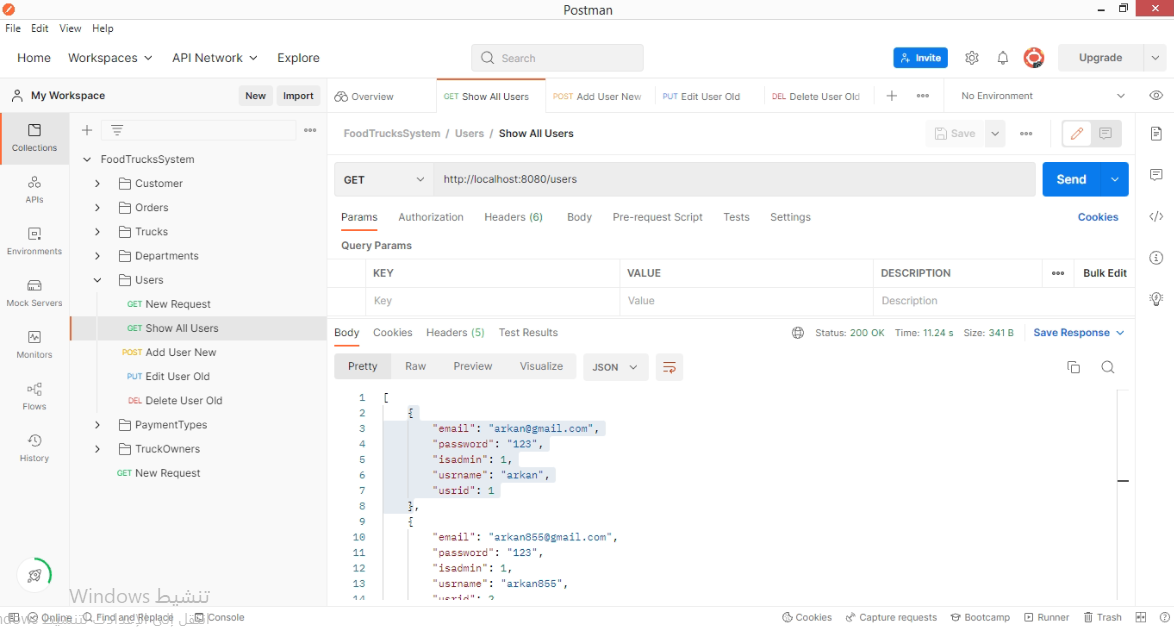 Postman
File Edit View Help
Home Workspaces API Network Explore Search Invite Upgrade
My Workspace New Import Overview GET Show All Users POST Add User New PUT Edit User Old DEL Delete User Old No Environment
Collections
APIs
Environments
Mock Servers
Monitors
Flows
History
FoodTrucksSystem
Customer
Orders
Trucks
Departments
Users
GET New Request
GET Show All Users
POST Add User New
PUT Edit User Old
DEL Delete User Old
PaymentTypes
TruckOwners
GET New Request
FoodTrucksSystem / Users / Show All Users Save
GET http://localhost:8080/users Send
Params Authorization Headers (6) Body Pre-request Script Tests Settings Cookies
Query Params
KEY VALUE DESCRIPTION Bulk Edit
Key Value Description
Body Cookies Headers (5) Test Results Status: 200 OK Time: 11.24 s Size: 341 B Save Response
Pretty Raw Preview Visualize JSON
1 [
2 {
3 "email": "arkan@gmail.com",
4 "password": "123",
5 "isadmin": 1,
6 "usrname": "arkan",
7 "usrid": 1
8 },
9 {
10 "email": "arkan855@gmail.com",
11 "password": "123",
12 "isadmin": 1,
13 "usrname": "arkan855",
14 "usrid": 2
تنشيط Windows
Online Find and Replace Console Cookies Capture requests Bootcamp Runner Trash
انتقل إلى الإعدادات لتنشيط